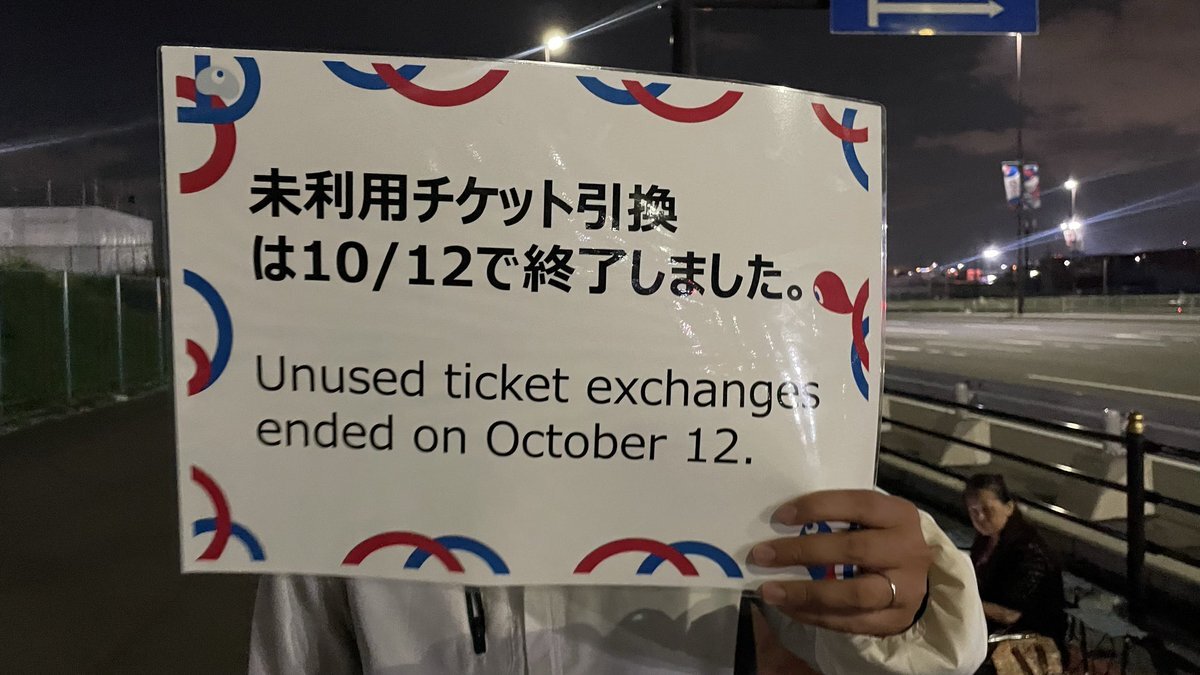 未利用チケット引換
は10/12で終了しました。
Unused ticket exchanges
ended on October 12.